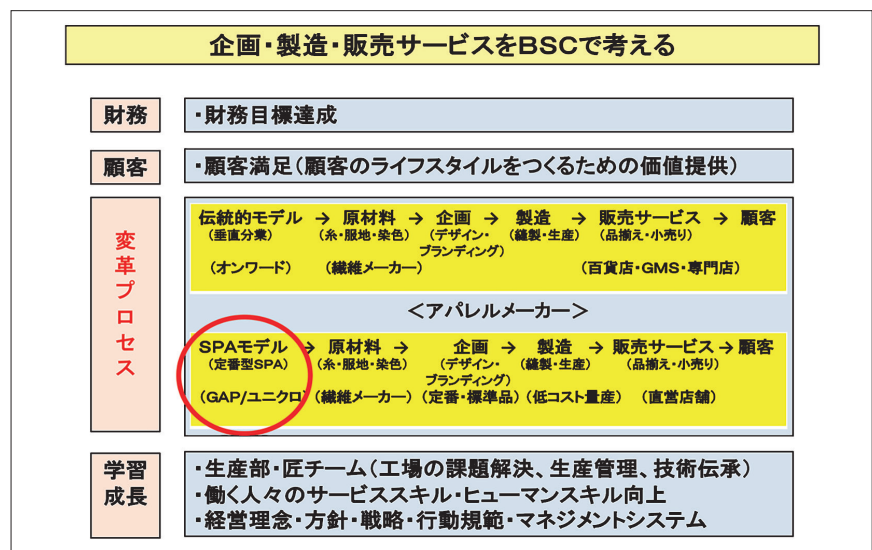 企画・製造・販売サービスをBSCで考える
財務
・財務目標達成
顧客
・顧客満足(顧客のライフスタイルをつくるための価値提供)
変革プロセス
伝統的モデル → 原材料 → 企画 → 製造 → 販売サービス → 顧客
(垂直分業) (糸・服地・染色) (デザイン・ (縫製・生産) (品揃え・小売り)
ブランディング)
(オンワード) (繊維メーカー) (百貨店・GMS・専門店)
<アパレルメーカー>
SPAモデル → 原材料 → 企画 → 製造 → 販売サービス → 顧客
(定番型SPA) (糸・服地・染色) (デザイン・ (縫製・生産) (品揃え・小売り)
ブランディング)
(GAP/ユニクロ) (繊維メーカー) (定番・標準品) (低コスト量産) (直営店舗)
学習
成長
・生産部・匠チーム(工場の課題解決、生産管理、技術伝承)
・働く人々のサービススキル・ヒューマンスキル向上
・経営理念・方針・戦略・行動規範・マネジメントシステム